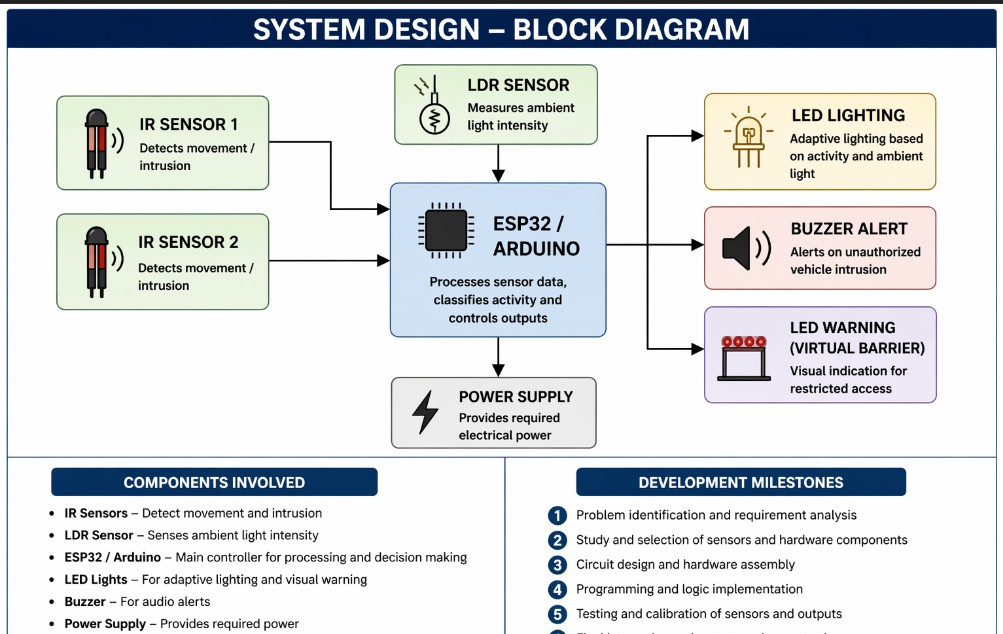 SYSTEM DESIGN – BLOCK DIAGRAM
IR SENSOR 1
Detects movement /
intrusion
IR SENSOR 2
Detects movement /
intrusion
LDR SENSOR
Measures ambient
light intensity
ESP32 /
ARDUINO
Processes sensor data,
classifies activity and
controls outputs
POWER SUPPLY
Provides required
electrical power
LED LIGHTING
Adaptive lighting based
on activity and ambient
light
BUZZER ALERT
Alerts on unauthorized
vehicle intrusion
LED WARNING
(VIRTUAL BARRIER)
Visual indication for
restricted access
COMPONENTS INVOLVED
• IR Sensors – Detect movement and intrusion
• LDR Sensor – Senses ambient light intensity
• ESP32 / Arduino – Main controller for processing and decision making
• LED Lights – For adaptive lighting and visual warning
• Buzzer – For audio alerts
• Power Supply – Provides required power
DEVELOPMENT MILESTONES
1 Problem identification and requirement analysis
2 Study and selection of sensors and hardware components
3 Circuit design and hardware assembly
4 Programming and logic implementation
5 Testing and calibration of sensors and outputs